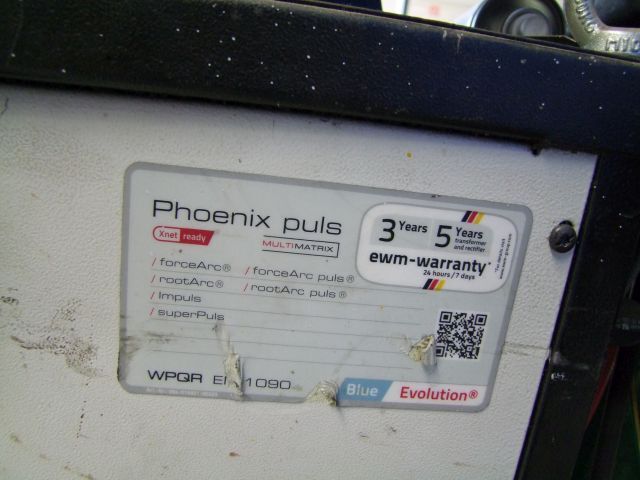 Phoenix puls
Xnet ready
MULTIMATRIX
3 Years 5 Years
transformer
and rectifier
ewm-warranty*
24 hours / 7 days
/ forceArc® / forceArc puls®
/ rootArc® / rootArc puls®
/ Impuls
/ superPuls
WPQR 1090
Blue Evolution®